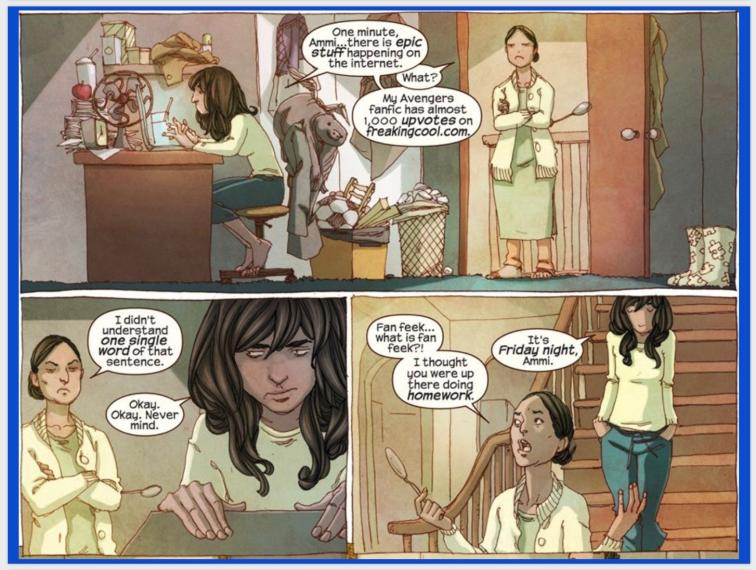 One minute,
Ammi...there is epic
stuff happening on
the internet.
What?
My Avengers
fanfic has almost
1,000 upvotes on
freakingcool.com.
I didn't
understand
one single
word of that
sentence.
Okay.
Okay. Never
mind.
Fan feek...
what is fan
feek?!
I thought
you were up
there doing
homework.
It's
Friday night,
Ammi.